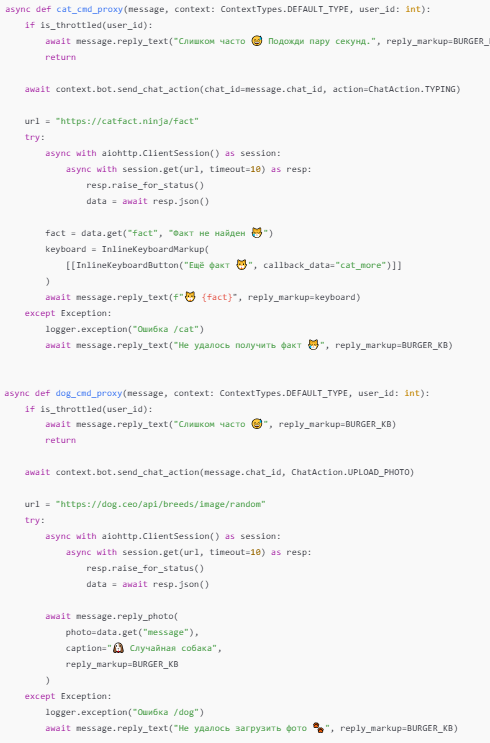 async def cat_cmd_proxy(message, context: ContextTypes.DEFAULT_TYPE, user_id: int):
    if is_throttled(user_id):
        await message.reply_text("Слишком часто 😅 Подожди пару секунд.", reply_markup=BURGER_K
        return

    await context.bot.send_chat_action(chat_id=message.chat_id, action=ChatAction.TYPING)

    url = "https://catfact.ninja/fact"
    try:
        async with aiohttp.ClientSession() as session:
            async with session.get(url, timeout=10) as resp:
                resp.raise_for_status()
                data = await resp.json()

        fact = data.get("fact", "Факт не найден 😿")
        keyboard = InlineKeyboardMarkup(
            [[InlineKeyboardButton("Ещё факт 😺", callback_data="cat_more")]]
        )
        await message.reply_text(f"😺 {fact}", reply_markup=keyboard)
    except Exception:
        logger.exception("Ошибка /cat")
        await message.reply_text("Не удалось получить факт 😿", reply_markup=BURGER_KB)


async def dog_cmd_proxy(message, context: ContextTypes.DEFAULT_TYPE, user_id: int):
    if is_throttled(user_id):
        await message.reply_text("Слишком часто 😅", reply_markup=BURGER_KB)
        return

    await context.bot.send_chat_action(message.chat_id, ChatAction.UPLOAD_PHOTO)

    url = "https://dog.ceo/api/breeds/image/random"
    try:
        async with aiohttp.ClientSession() as session:
            async with session.get(url, timeout=10) as resp:
                resp.raise_for_status()
                data = await resp.json()

        await message.reply_photo(
            photo=data.get("message"),
            caption="🐶 Случайная собака",
            reply_markup=BURGER_KB
        )
    except Exception:
        logger.exception("Ошибка /dog")
        await message.reply_text("Не удалось загрузить фото 🐕", reply_markup=BURGER_KB)